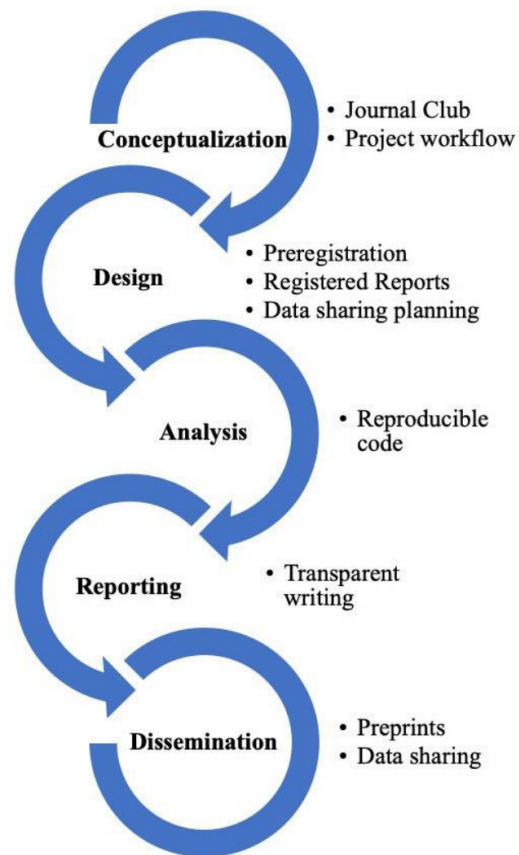 Conceptualization
• Journal Club
• Project workflow
Design
• Preregistration
• Registered Reports
• Data sharing planning
Analysis
• Reproducible
code
Reporting
• Transparent
writing
Dissemination
• Preprints
• Data sharing